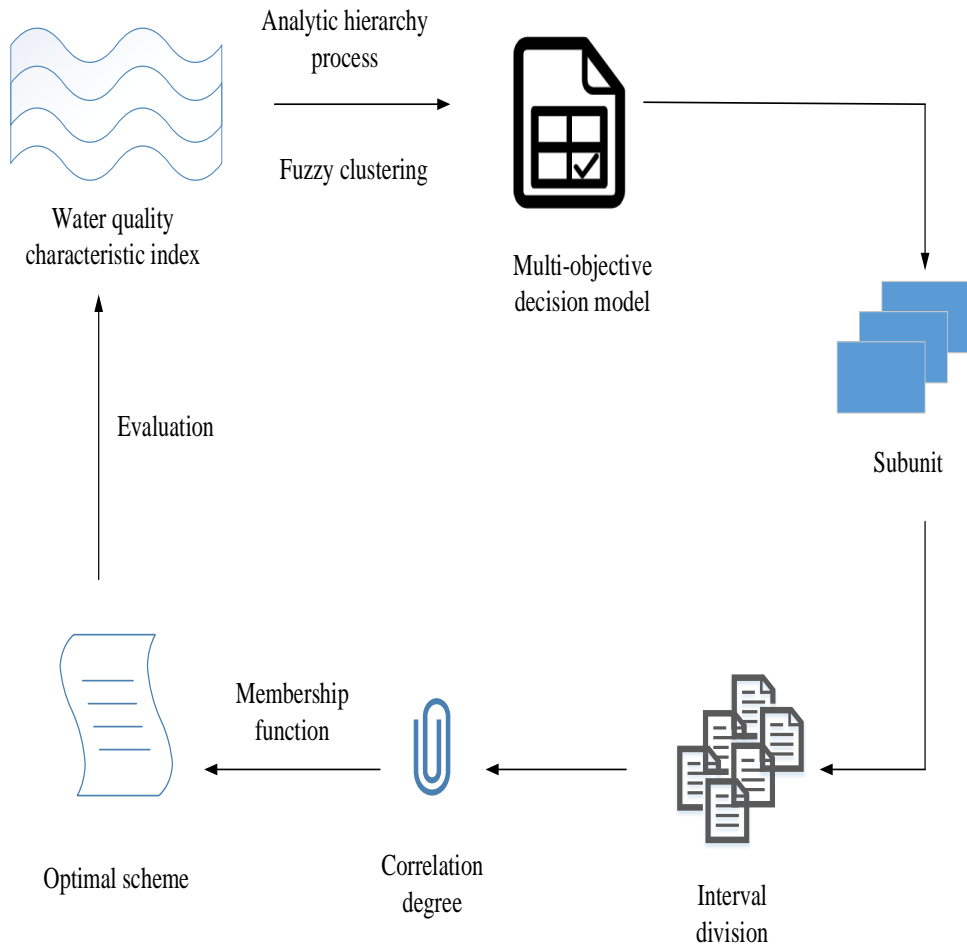 Analytic hierarchy
process
Fuzzy clustering
Water quality
characteristic index
Multi-objective
decision model
Subunit
Evaluation
Membership
function
Optimal scheme
Correlation
degree
Interval
division